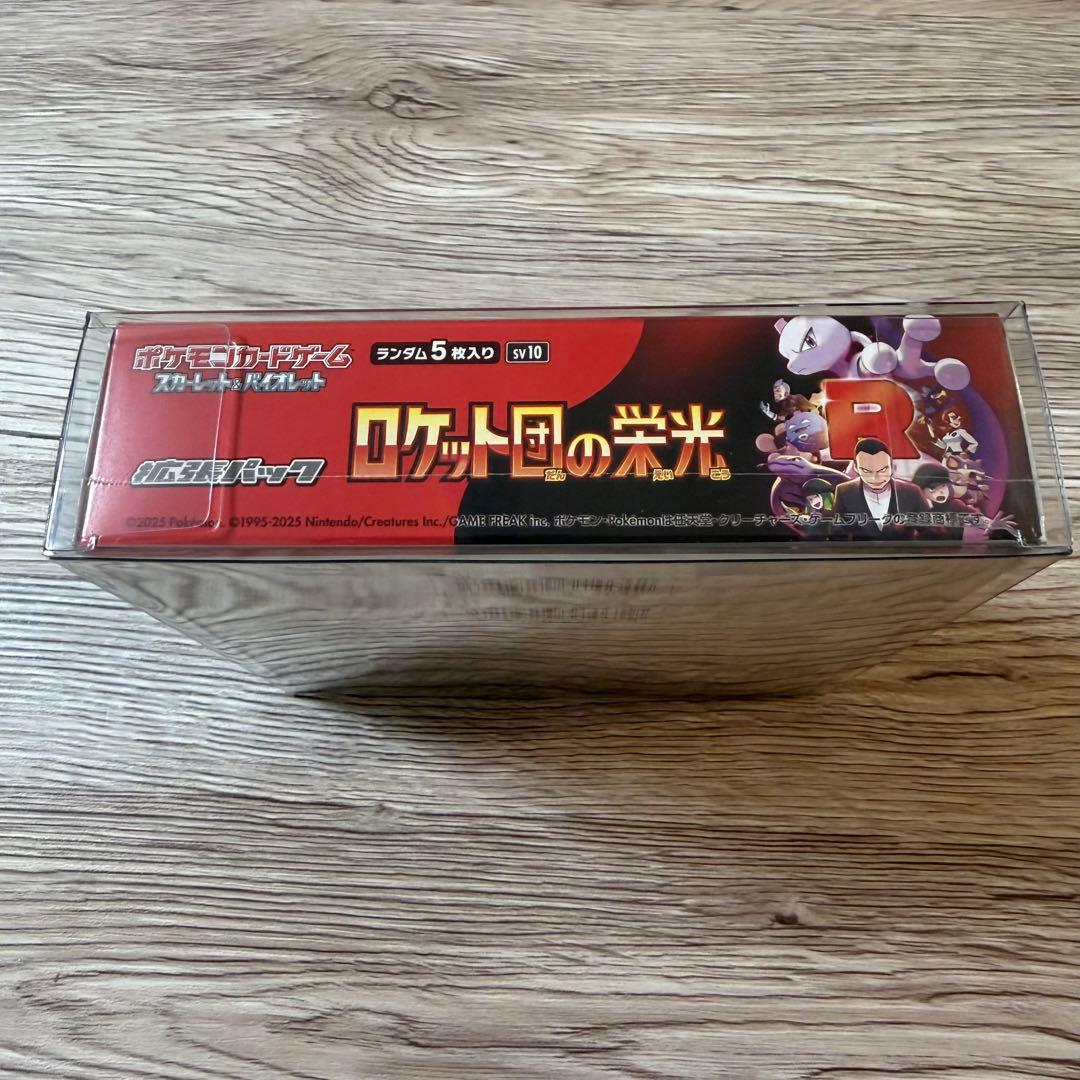 ポケモンカードゲーム
スカーレット&バイオレット
ランダム5枚入り SV10
拡張パック
ロケット団の栄光
だん えい こう
R
©2025 Pokémon. ©1995-2025 Nintendo/Creatures Inc./GAME FREAK inc. ポケモン・Pokémonは任天堂・クリーチャーズ・ゲームフリークの登録商標です。